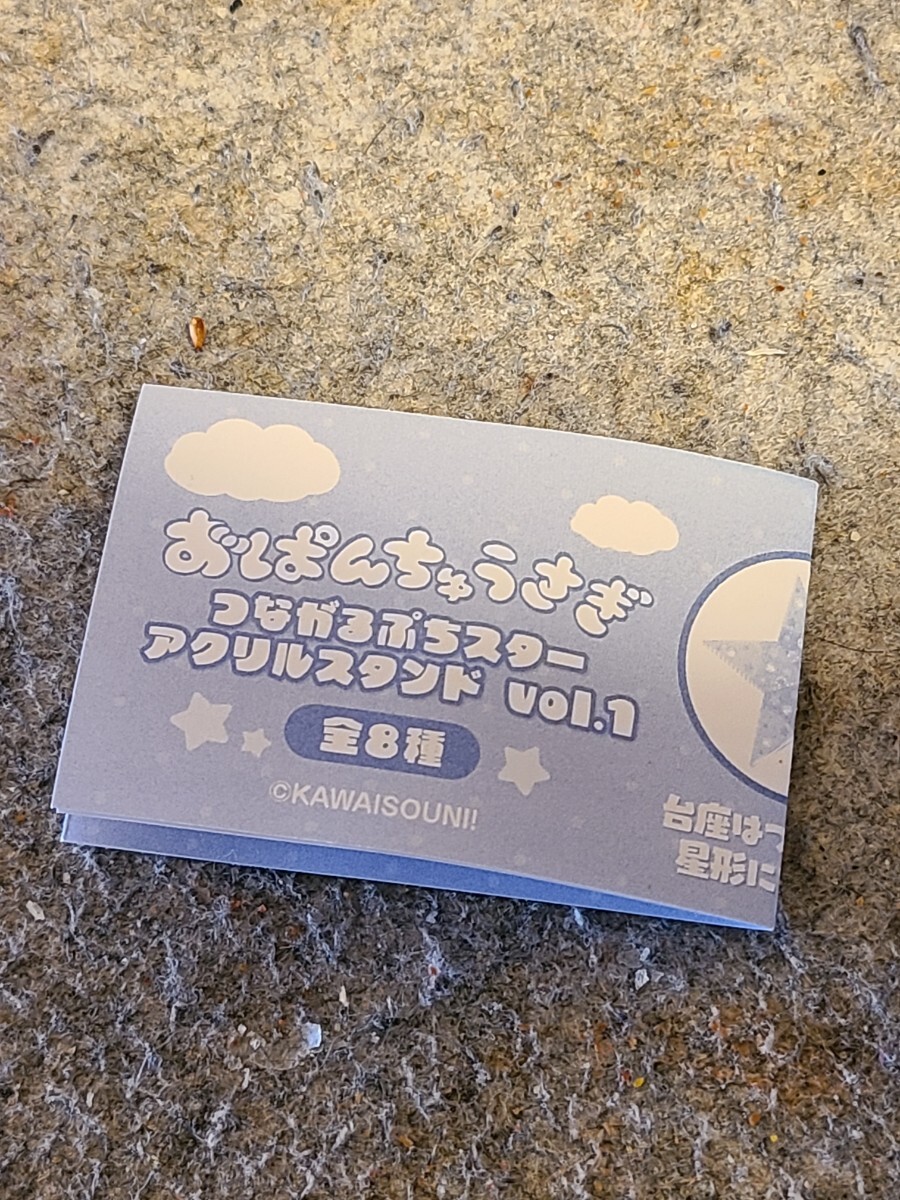 おぱんちゅうさぎ
つながるぷちスター
アクリルスタンド vol.1
全8種
©KAWAISOUNI!
台座は
星形に